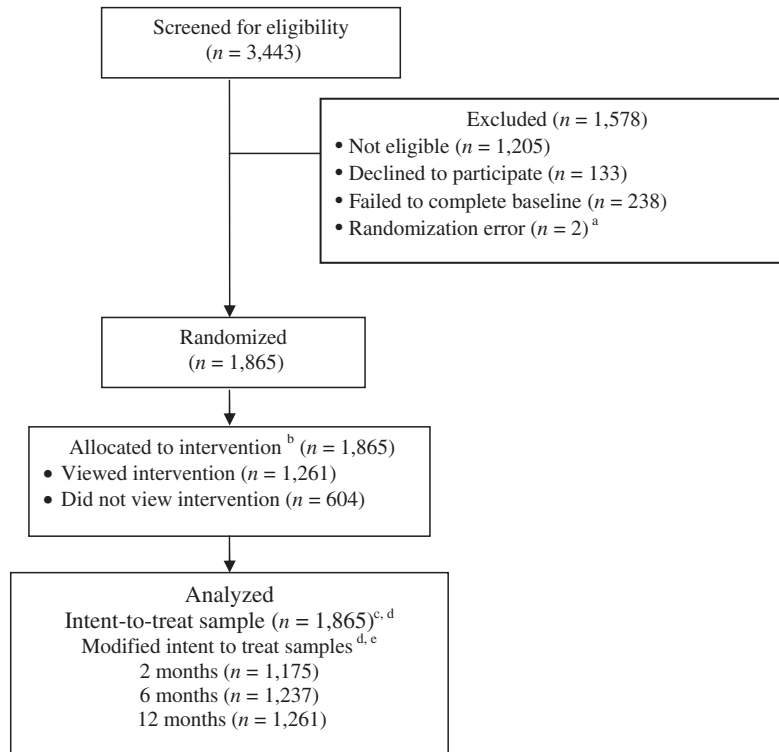 Screened for eligibility
(n = 3,443)
Excluded (n = 1,578)
• Not eligible (n = 1,205)
• Declined to participate (n = 133)
• Failed to complete baseline (n = 238)
• Randomization error (n = 2) a
Randomized
(n = 1,865)
Allocated to intervention b (n = 1,865)
• Viewed intervention (n = 1,261)
• Did not view intervention (n = 604)
Analyzed
Intent-to-treat sample (n = 1,865)c, d
Modified intent to treat samples d, e
2 months (n = 1,175)
6 months (n = 1,237)
12 months (n = 1,261)